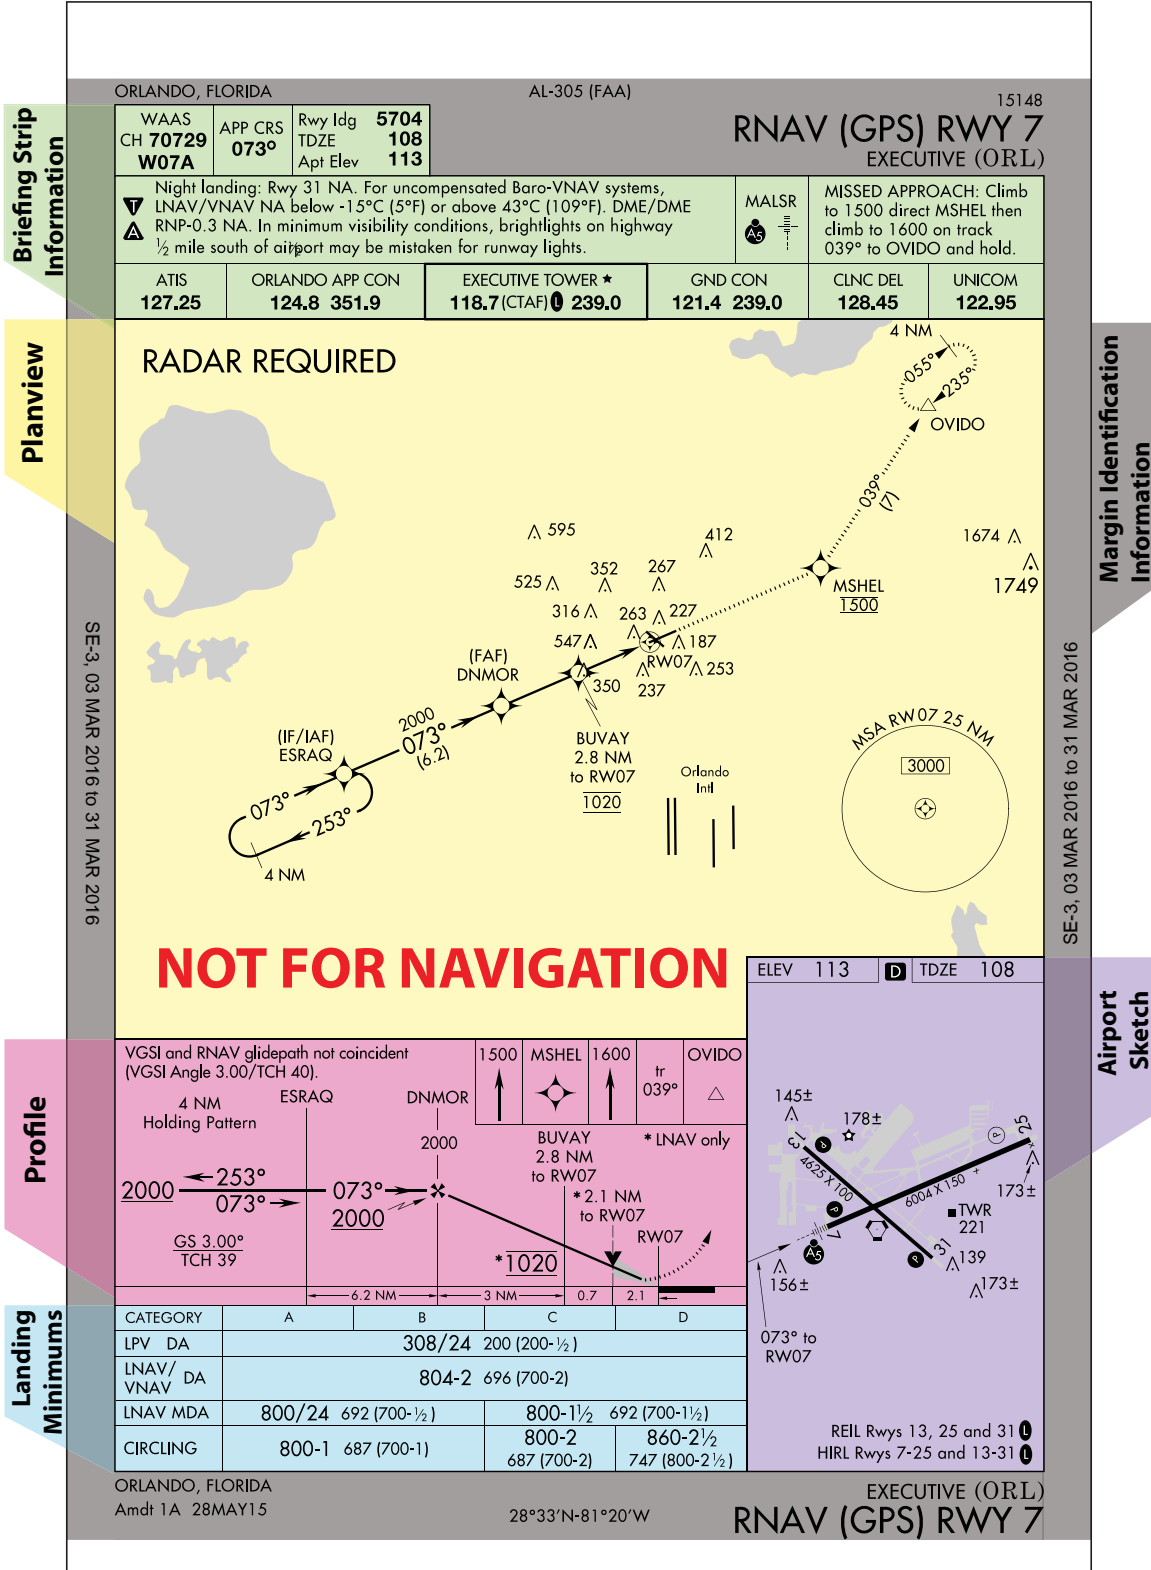 ORLANDO, FLORIDA
AL-305 (FAA)
15148
RNAV (GPS) RWY 7
EXECUTIVE (ORL)
Briefing Strip
Information
WAAS
CH 70729
W07A
APP CRS
073°
Rwy ldg 5704
TDZE 108
Apt Elev 113
T
A
Night landing: Rwy 31 NA. For uncompensated Baro-VNAV systems,
LNAV/VNAV NA below -15°C (5°F) or above 43°C (109°F). DME/DME
RNP-0.3 NA. In minimum visibility conditions, brightlights on highway
½ mile south of airport may be mistaken for runway lights.
MALSR
A5
MISSED APPROACH: Climb
to 1500 direct MSHEL then
climb to 1600 on track
039° to OVIDO and hold.
ATIS
127.25
ORLANDO APP CON
124.8 351.9
EXECUTIVE TOWER ★
118.7 (CTAF) L 239.0
GND CON
121.4 239.0
CLNC DEL
128.45
UNICOM
122.95
Planview
Margin Identification
Information
RADAR REQUIRED
4 NM
055°
235°
OVIDO
039°
(7)
595
412
1674
1749
525
352
267
MSHEL
1500
316
263
227
547
187
RW07
253
350
237
(FAF)
DNMOR
2000
073°
(6.2)
(IF/IAF)
ESRAQ
073°
253°
4 NM
BUVAY
2.8 NM
to RW07
1020
Orlando
Intl
MSA RW07 25 NM
3000
SE-3, 03 MAR 2016 to 31 MAR 2016
SE-3, 03 MAR 2016 to 31 MAR 2016
NOT FOR NAVIGATION
Airport
Sketch
ELEV 113
D
TDZE 108
145±
178±
13
P
4625 X 100
P
25
6004 X 150
173±
P
TWR
221
7
A5
31
P
139
156±
173±
073° to
RW07
REIL Rwys 13, 25 and 31 L
HIRL Rwys 7-25 and 13-31 L
Profile
VGSI and RNAV glidepath not coincident
(VGSI Angle 3.00/TCH 40).
1500
MSHEL
1600
tr
039°
OVIDO
4 NM
Holding Pattern
ESRAQ
DNMOR
2000
BUVAY
2.8 NM
to RW07
* LNAV only
2000
253°
073°
073°
2000
*2.1 NM
to RW07
RW07
GS 3.00°
TCH 39
*1020
6.2 NM
3 NM
0.7
2.1
Landing
Minimums
CATEGORY A B C D
LPV DA 308/24 200 (200-½)
LNAV/
VNAV DA 804-2 696 (700-2)
LNAV MDA 800/24 692 (700-½) 800-1½ 692 (700-1½)
CIRCLING 800-1 687 (700-1)
800-2
687 (700-2)
860-2½
747 (800-2½)
ORLANDO, FLORIDA
Amdt 1A 28MAY15
28°33'N-81°20'W
EXECUTIVE (ORL)
RNAV (GPS) RWY 7